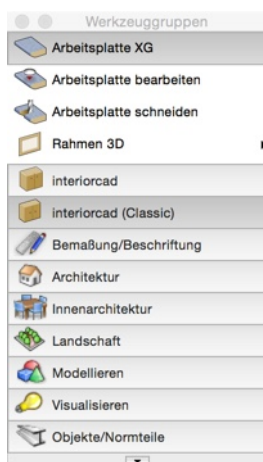 Werkzeuggruppen
Arbeitsplatte XG
Arbeitsplatte bearbeiten
Arbeitsplatte schneiden
Rahmen 3D
interiorcad
interiorcad (Classic)
Bemaßung/Beschriftung
Architektur
Innenarchitektur
Landschaft
Modellieren
Visualisieren
Objekte/Normteile